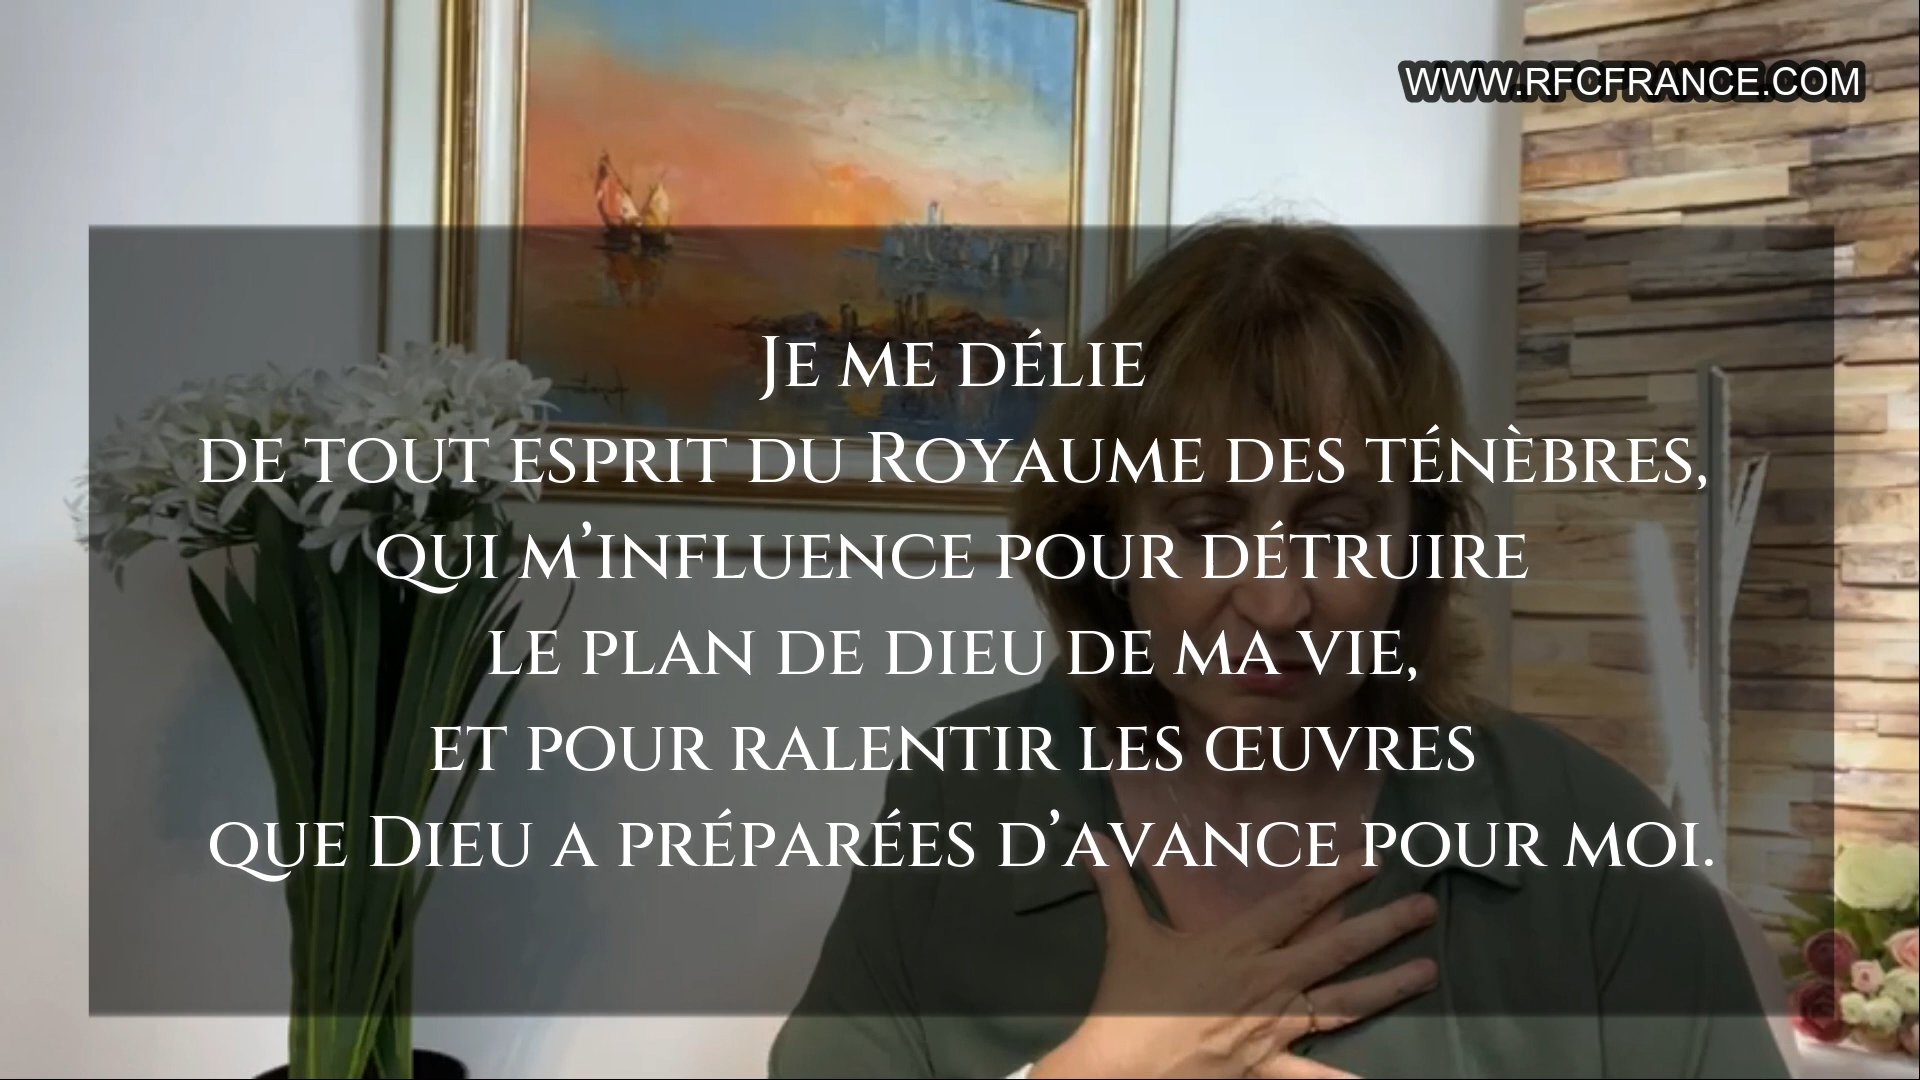 WWW.RFCFRANCE.COM
Je me délie
de tout esprit du Royaume des ténèbres,
qui m’influence pour détruire
le plan de dieu de ma vie,
et pour ralentir les œuvres
que Dieu a préparées d’avance pour moi.